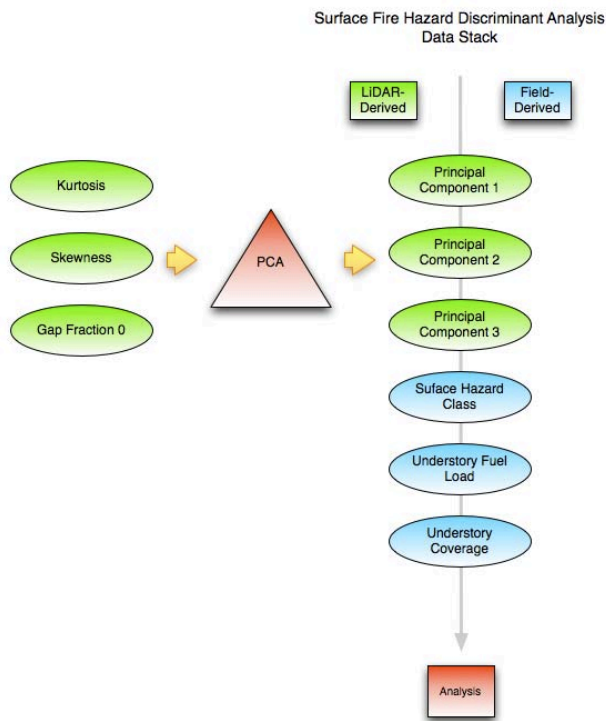 Surface Fire Hazard Discriminant Analysis
Data Stack
LiDAR-
Derived
Field-
Derived
Kurtosis
Skewness
Gap Fraction 0
PCA
Principal
Component 1
Principal
Component 2
Principal
Component 3
Suface Hazard
Class
Understory Fuel
Load
Understory
Coverage
Analysis